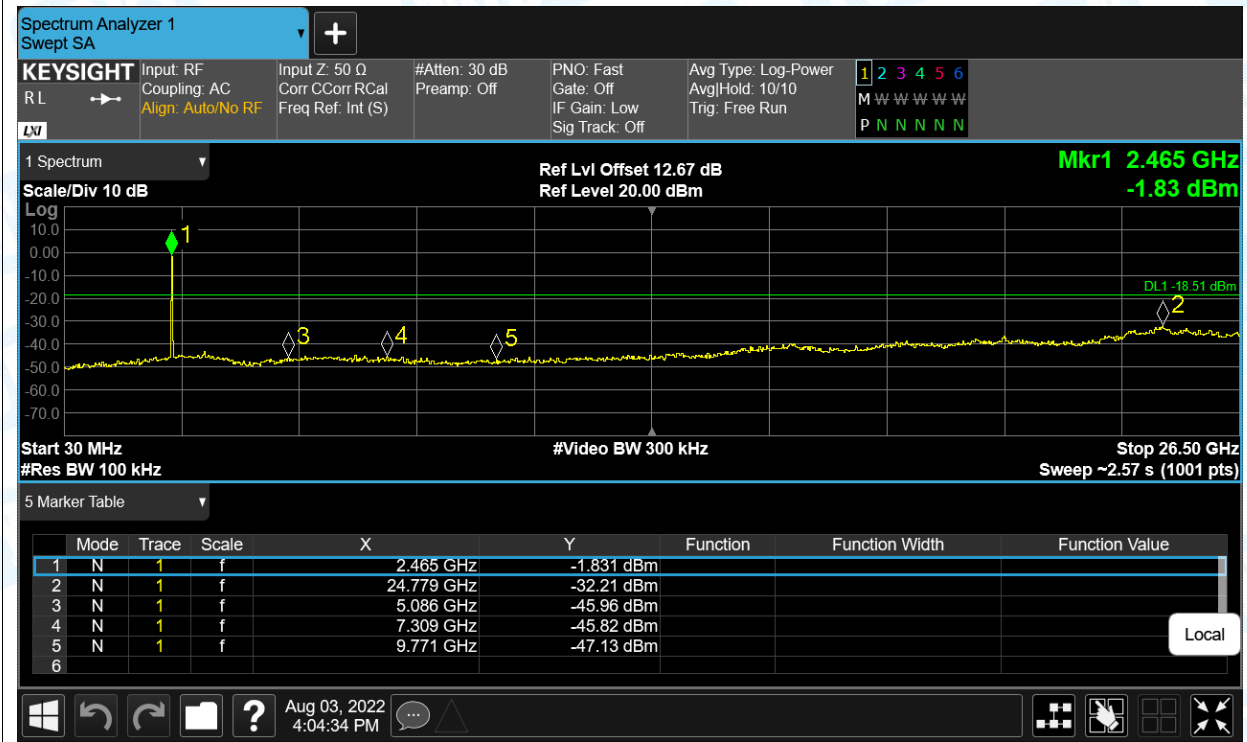 Spectrum Analyzer 1
Swept SA
+
KEYSIGHT
R L
LXI
Input: RF
Coupling: AC
Align: Auto/No RF
Input Z: 50 Ω
Corr CCorr RCal
Freq Ref: Int (S)
#Atten: 30 dB
Preamp: Off
PNO: Fast
Gate: Off
IF Gain: Low
Sig Track: Off
Avg Type: Log-Power
Avg|Hold: 10/10
Trig: Free Run
1 2 3 4 5 6
M W W W W W
P N N N N N
1 Spectrum
Scale/Div 10 dB
Ref Lvl Offset 12.67 dB
Ref Level 20.00 dBm
Mkr1 2.465 GHz
-1.83 dBm
Log
10.0
0.00
-10.0
-20.0
-30.0
-40.0
-50.0
-60.0
-70.0
1
DL1 -18.51 dBm
2
3
4
5
Start 30 MHz
#Video BW 300 kHz
Stop 26.50 GHz
#Res BW 100 kHz
Sweep ~2.57 s (1001 pts)
5 Marker Table
Mode Trace Scale X Y Function Function Width Function Value
1 N 1 f 2.465 GHz -1.831 dBm
2 N 1 f 24.779 GHz -32.21 dBm
3 N 1 f 5.086 GHz -45.96 dBm
4 N 1 f 7.309 GHz -45.82 dBm
5 N 1 f 9.771 GHz -47.13 dBm
6
Local
?
Aug 03, 2022
4:04:34 PM